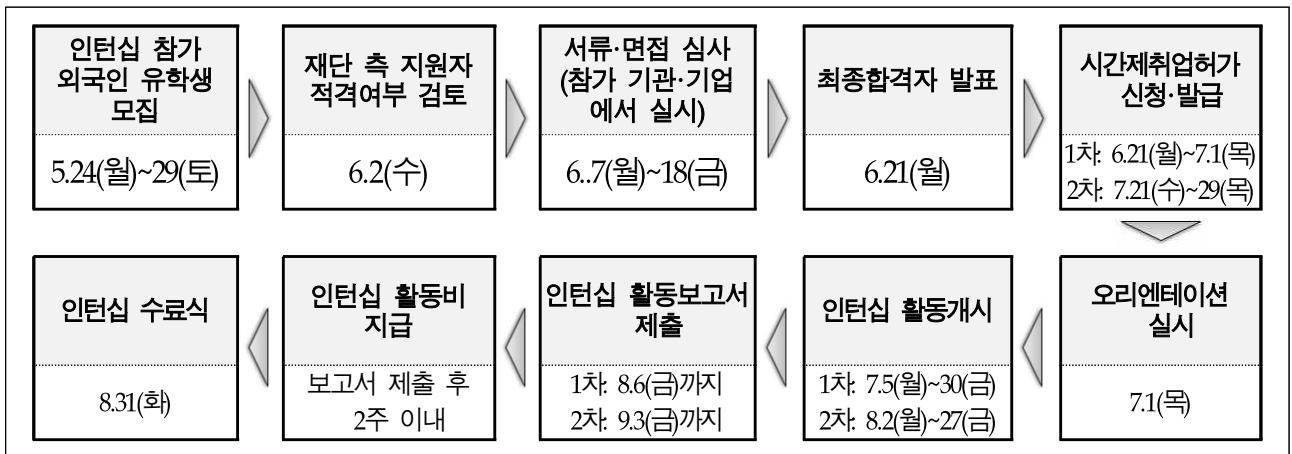 인턴십 참가
외국인 유학생
모집
5.24(월)~29(토)
재단 측 지원자
적격여부 검토
6.2(수)
서류·면접 심사
(참가 기관·기업
에서 실시)
6..7(월)~18(금)
최종합격자 발표
6.21(월)
시간제취업허가
신청·발급
1차: 6.21(월)~7.1(목)
2차: 7.21(수)~29(목)
오리엔테이션
실시
7.1(목)
인턴십 활동개시
1차: 7.5(월)~30(금)
2차: 8.2(월)~27(금)
인턴십 활동보고서
제출
1차: 8.6(금)까지
2차: 9.3(금)까지
인턴십 활동비
지급
보고서 제출 후
2주 이내
인턴십 수료식
8.31(화)